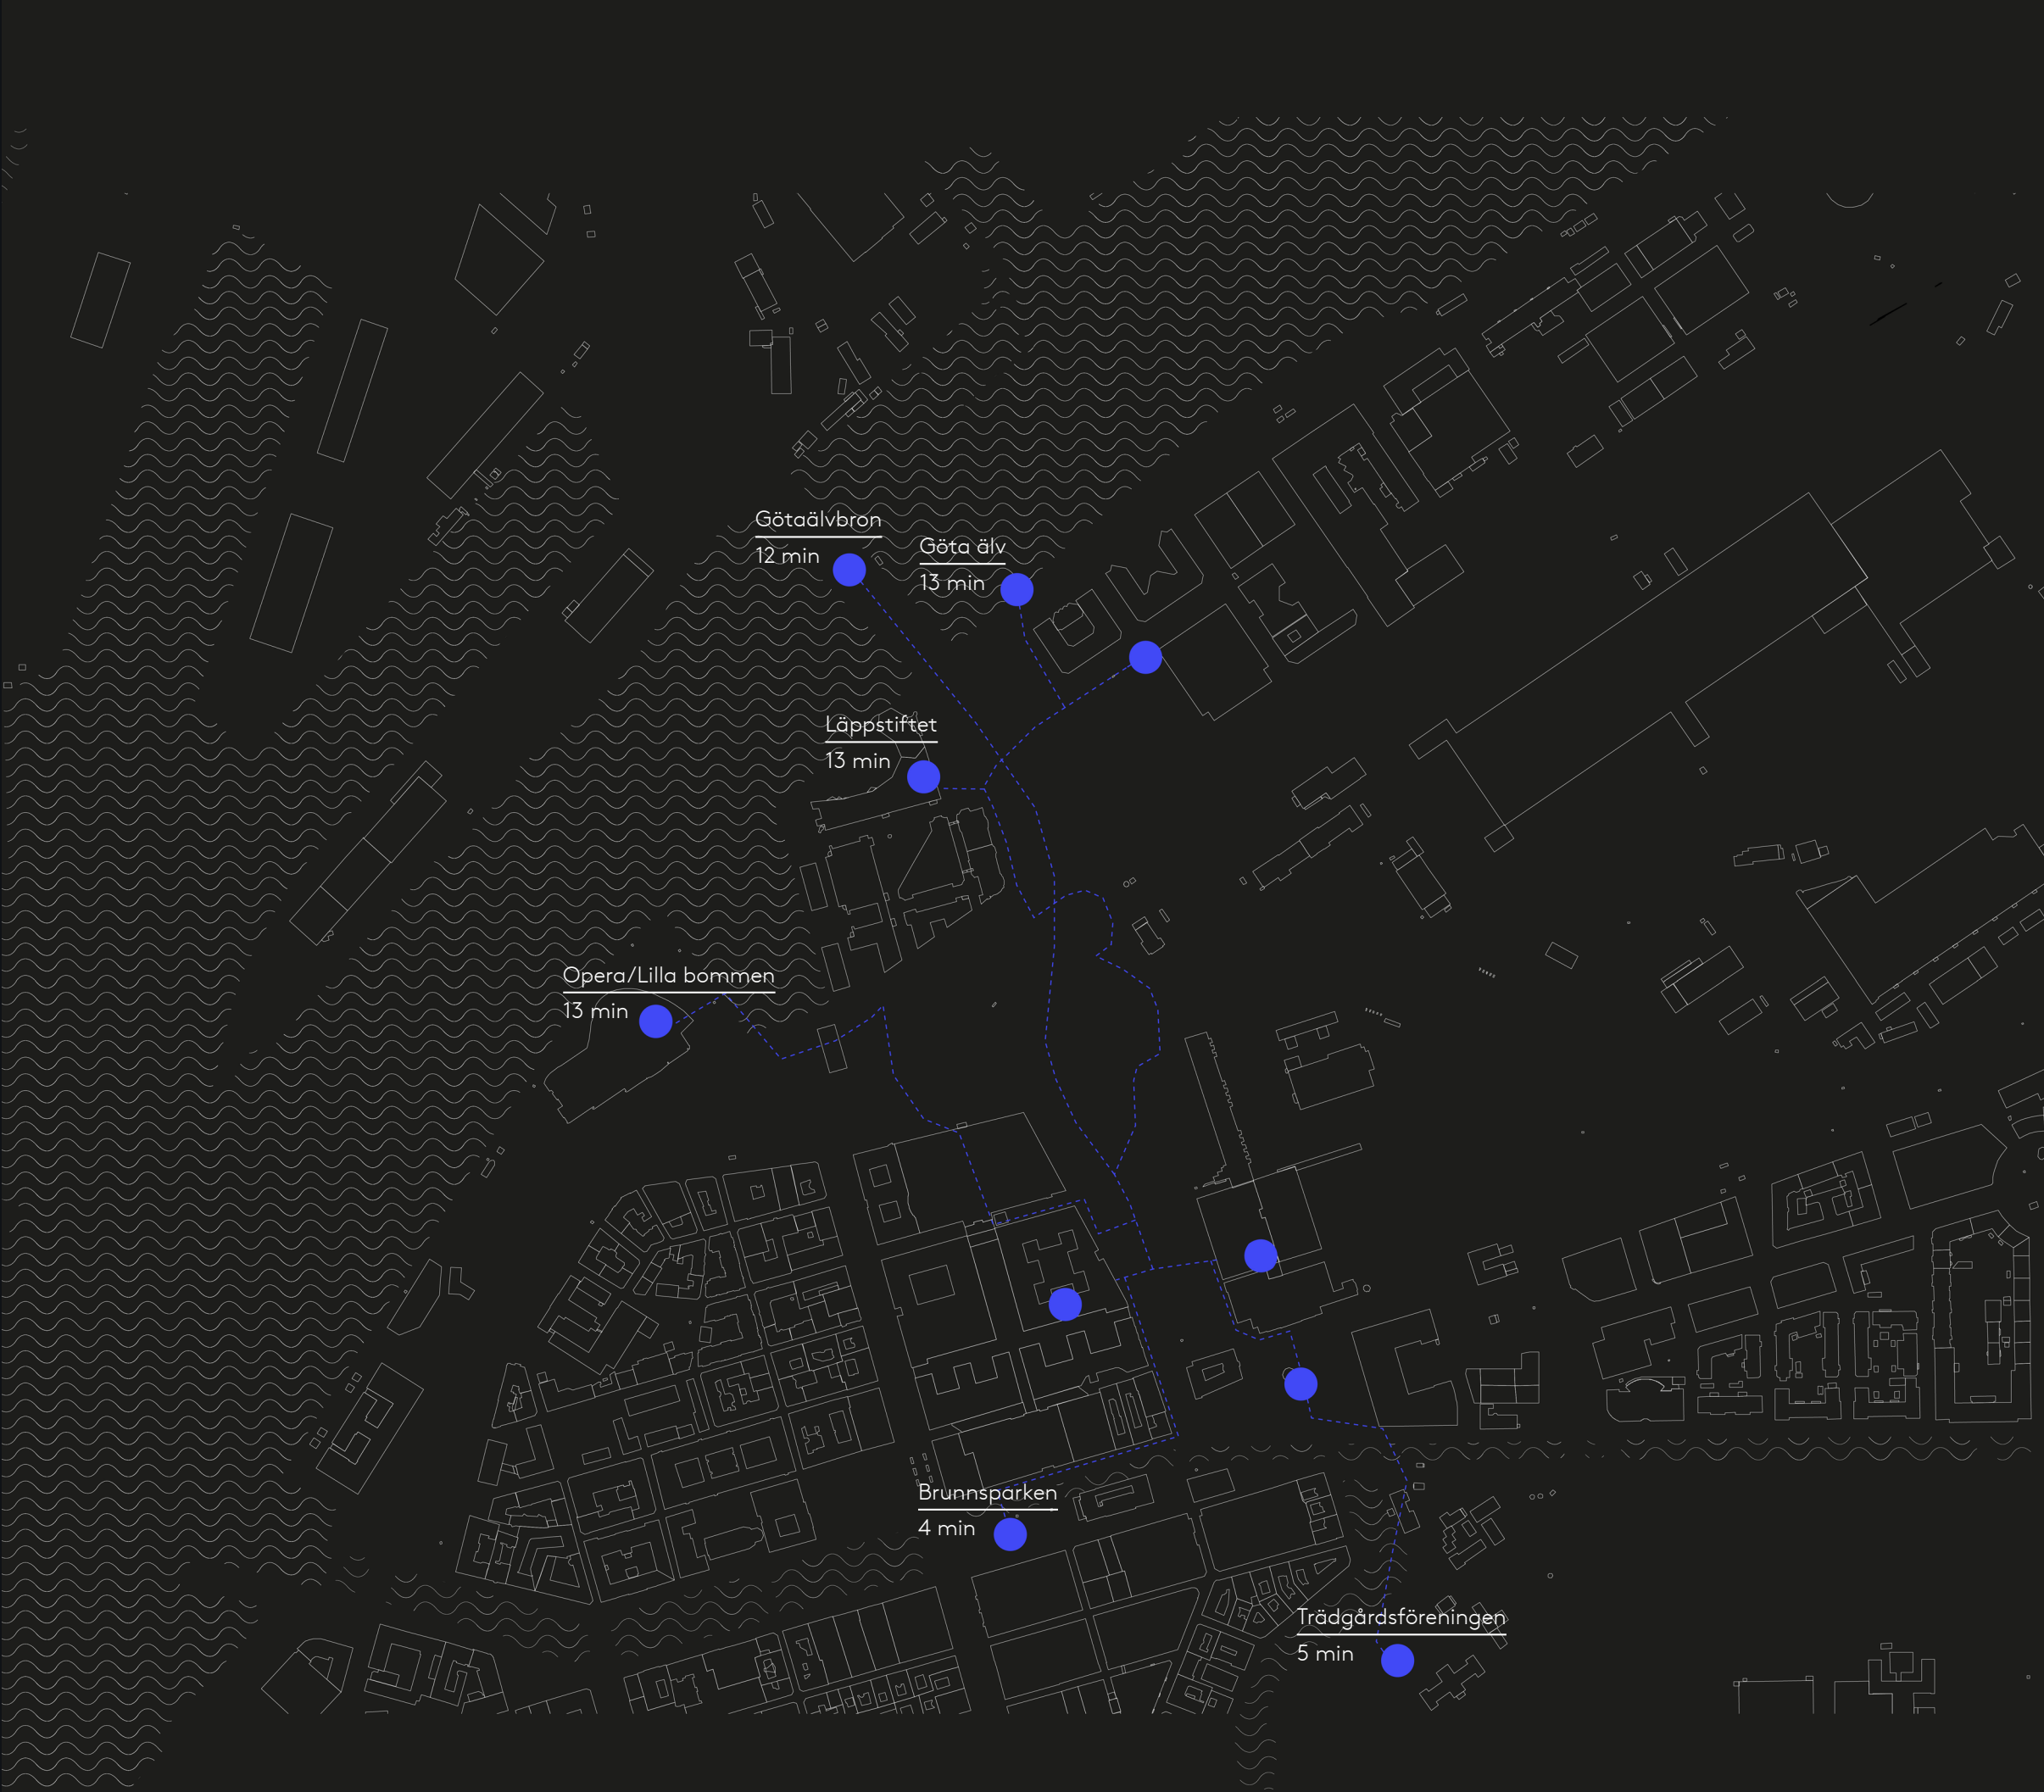 Götaälvbron
12 min
Göta älv
13 min
Läppstiftet
13 min
Opera/Lilla bommen
13 min
Brunnsparken
4 min
Trädgårdsföreningen
5 min